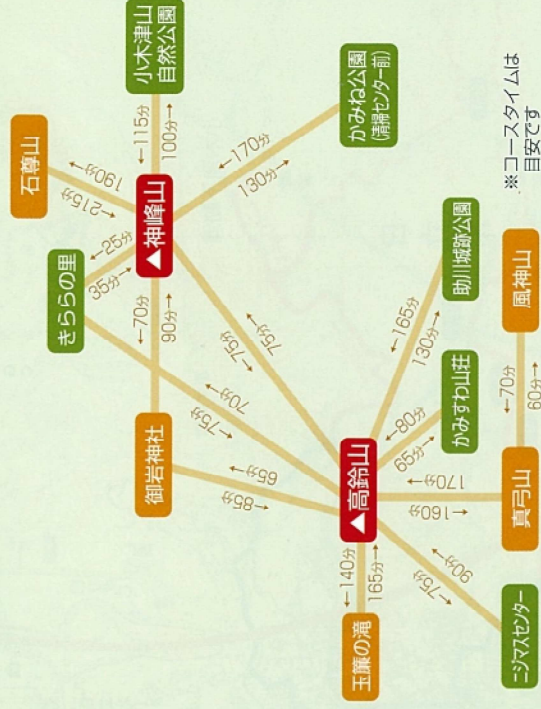 小木津山
自然公園
石尊山
かみね公園
(清掃センター前)
←115分
100分→
190分→
←215分
←170分
130分→
▲神峰山
きららの里
←25分
35分→
←70分
90分→
75分→
←75分
70分→
←75分
御岩神社
65分→
←85分
助川城跡公園
←165分
130分→
かみすわ山荘
←80分
65分→
▲高鈴山
←140分
165分→
玉簾の滝
170分→
←160分
90分→
←75分
ニジマスセンター
真弓山
←70分
60分→
風神山
※コースタイムは
目安です